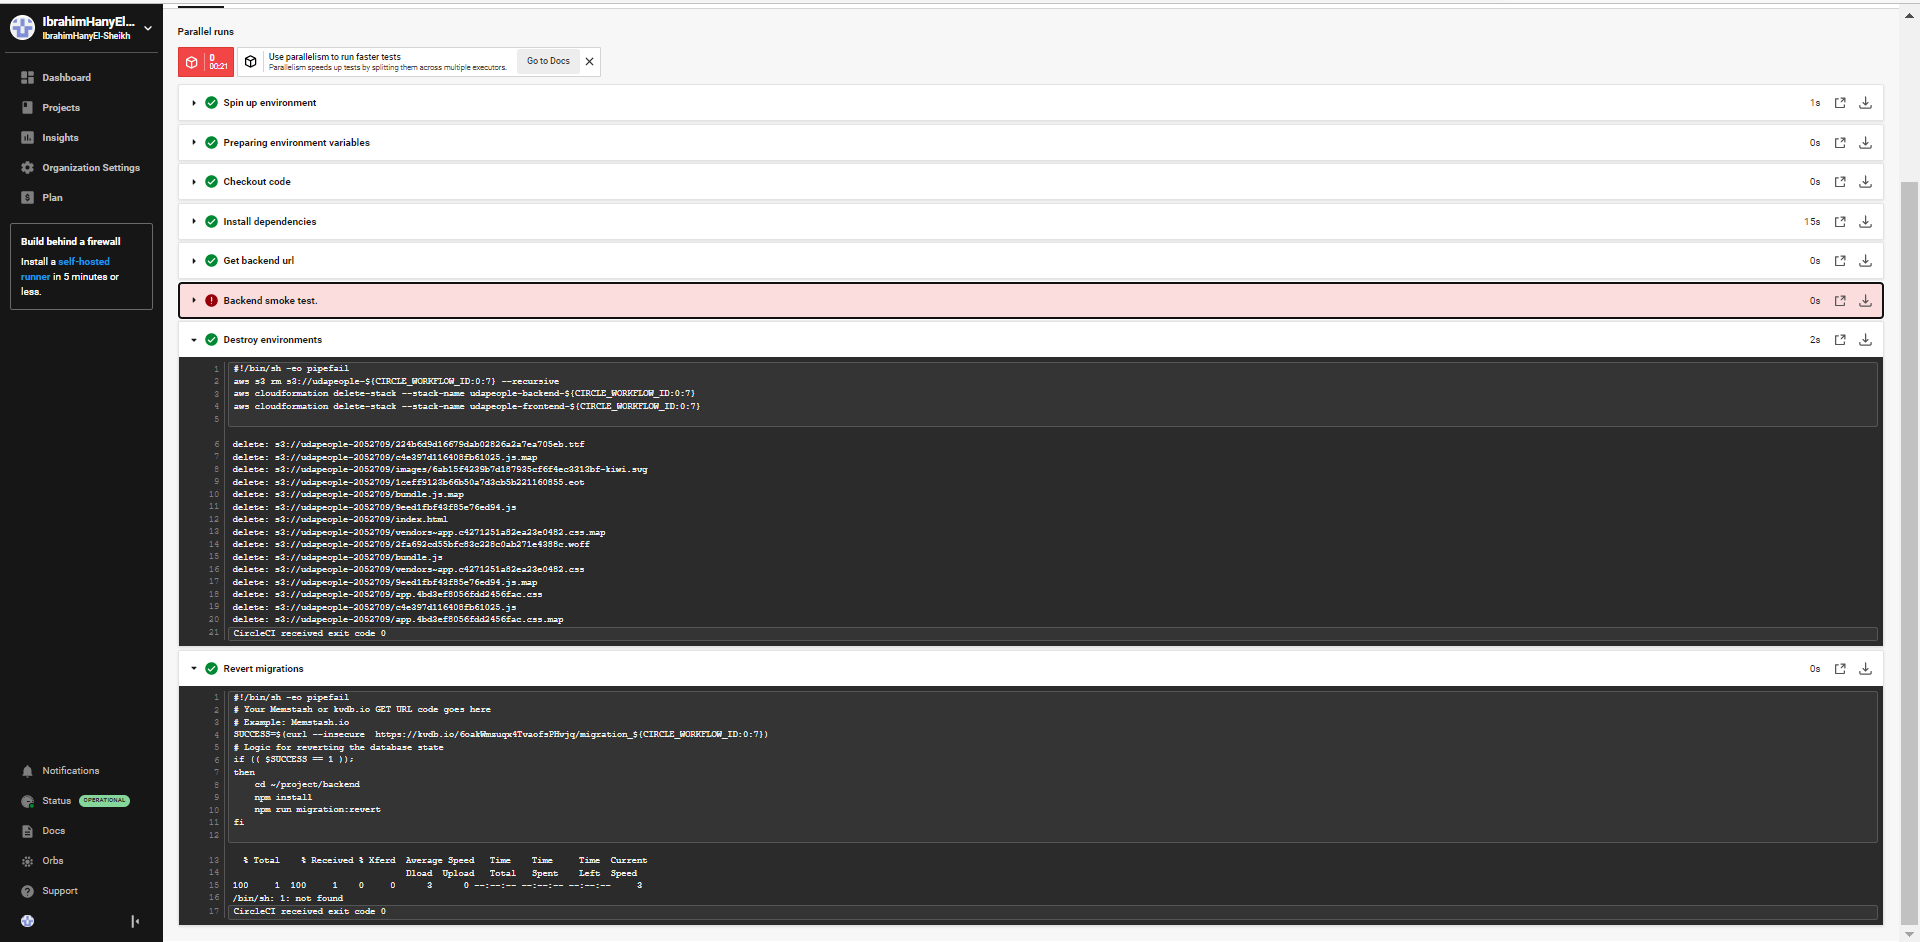 IbrahimHanyEl...
IbrahimHanyEl-Sheikh
Dashboard
Projects
Insights
Organization Settings
Plan
Build behind a firewall
Install a self-hosted
runner in 5 minutes or
less.
Notifications
Status OPERATIONAL
Docs
Orbs
Support
Parallel runs
0
00:21
Use parallelism to run faster tests
Parallelism speeds up tests by splitting them across multiple executors.
Go to Docs
Spin up environment 1s
Preparing environment variables 0s
Checkout code 0s
Install dependencies 15s
Get backend url 0s
Backend smoke test. 0s
Destroy environments 2s
1 #!/bin/sh -eo pipefail
2 aws s3 rm s3://udapeople-${CIRCLE_WORKFLOW_ID:0:7} --recursive
3 aws cloudformation delete-stack --stack-name udapeople-backend-${CIRCLE_WORKFLOW_ID:0:7}
4 aws cloudformation delete-stack --stack-name udapeople-frontend-${CIRCLE_WORKFLOW_ID:0:7}
5
6 delete: s3://udapeople-2052709/224b6d9d16679dab02826a2a7ea705eb.ttf
7 delete: s3://udapeople-2052709/c4e397d116408fb61025.js.map
8 delete: s3://udapeople-2052709/images/6ab15f4239b7d187935cf6f4ec3313bf-kiwi.svg
9 delete: s3://udapeople-2052709/1ceff9123b66b50a7d3cb5b221160855.eot
10 delete: s3://udapeople-2052709/bundle.js.map
11 delete: s3://udapeople-2052709/9eed1fbf43f85e76ed94.js
12 delete: s3://udapeople-2052709/index.html
13 delete: s3://udapeople-2052709/vendors~app.c4271251a82ea23e0482.css.map
14 delete: s3://udapeople-2052709/2fa692cd55bfc83c228c0ab271e4388c.woff
15 delete: s3://udapeople-2052709/bundle.js
16 delete: s3://udapeople-2052709/vendors~app.c4271251a82ea23e0482.css
17 delete: s3://udapeople-2052709/9eed1fbf43f85e76ed94.js.map
18 delete: s3://udapeople-2052709/app.4bd3ef8056fdd2456fac.css
19 delete: s3://udapeople-2052709/c4e397d116408fb61025.js
20 delete: s3://udapeople-2052709/app.4bd3ef8056fdd2456fac.css.map
21 CircleCI received exit code 0
Revert migrations 0s
1 #!/bin/sh -eo pipefail
2 # Your Memstash or kvdb.io GET URL code goes here
3 # Example: Memstash.io
4 SUCCESS=$(curl --insecure  https://kvdb.io/6oakWmzuqx4TvaofsPHvjq/migration_${CIRCLE_WORKFLOW_ID:0:7})
5 # Logic for reverting the database state
6 if (( $SUCCESS == 1 ));
7 then
8 cd ~/project/backend
9 npm install
10 npm run migration:revert
11 fi
12
13 % Total % Received % Xferd Average Speed Time Time Time Current
14 Dload Upload Total Spent Left Speed
15 100 1 100 1 0 0 3 0 --:--:-- --:--:-- --:--:-- 3
16 /bin/sh: 1: not found
17 CircleCI received exit code 0